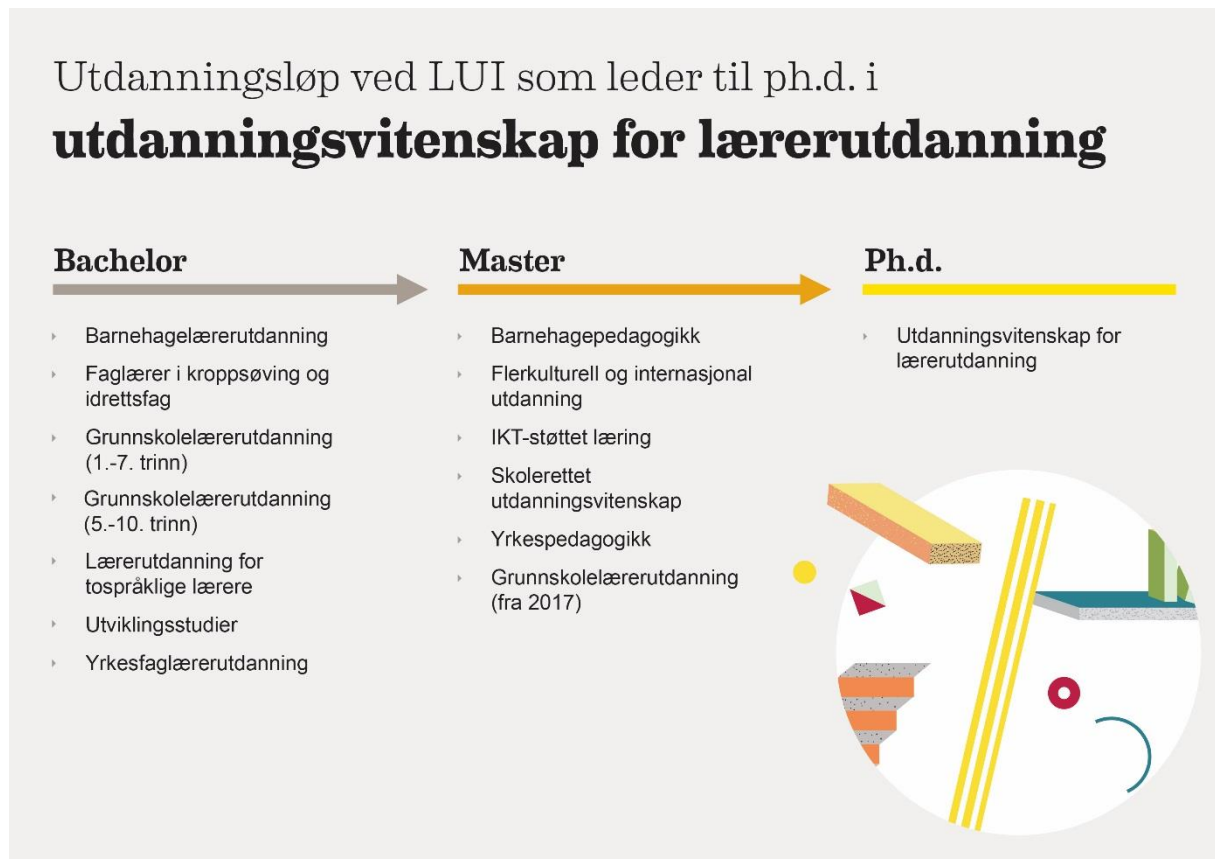 Utdanningsløp ved LUI som leder til ph.d. i
utdanningsvitenskap for lærerutdanning
Bachelor
Barnehagelærerutdanning
Faglærer i kroppsøving og
idrettsfag
Grunnskolelærerutdanning
(1.-7. trinn)
Grunnskolelærerutdanning
(5.-10. trinn)
Lærerutdanning for
tospråklige lærere
Utviklingsstudier
Yrkesfaglærerutdanning
Master
Barnehagepedagogikk
Flerkulturell og internasjonal
utdanning
IKT-støttet læring
Skolerettet
utdanningsvitenskap
Yrkespedagogikk
Grunnskolelærerutdanning
(fra 2017)
Ph.d.
Utdanningsvitenskap for
lærerutdanning